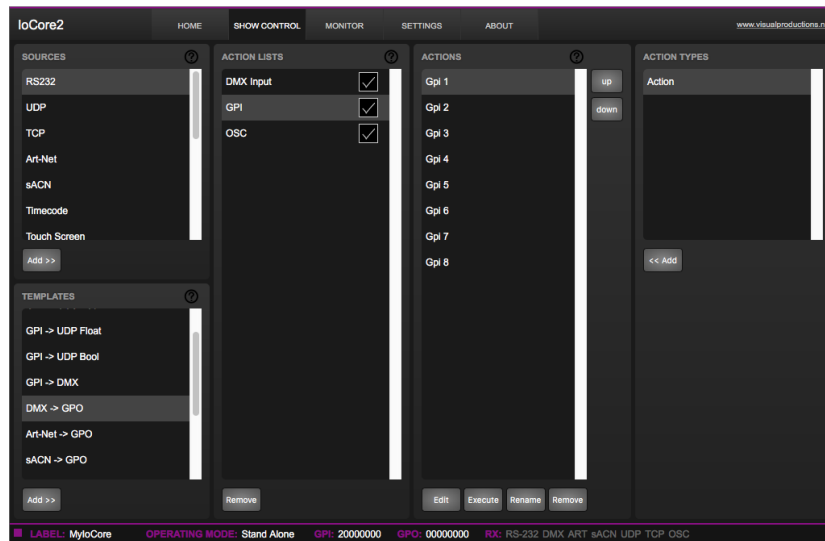 IoCore2 HOME SHOW CONTROL MONITOR SETTINGS ABOUT www.visualproductions.n
SOURCES
RS232
UDP
TCP
Art-Net
sACN
Timecode
Touch Screen
Add >>
TEMPLATES
GPI -> UDP Float
GPI -> UDP Bool
GPI -> DMX
DMX -> GPO
Art-Net -> GPO
sACN -> GPO
Add >>
ACTION LISTS
DMX Input
GPI
OSC
Remove
ACTIONS
Gpi 1
Gpi 2
Gpi 3
Gpi 4
Gpi 5
Gpi 6
Gpi 7
Gpi 8
up
down
Edit Execute Rename Remove
ACTION TYPES
Action
<< Add
LABEL: MyIoCore OPERATING MODE: Stand Alone GPI: 20000000 GPO: 00000000 RX: RS-232 DMX ART sACN UDP TCP OSC